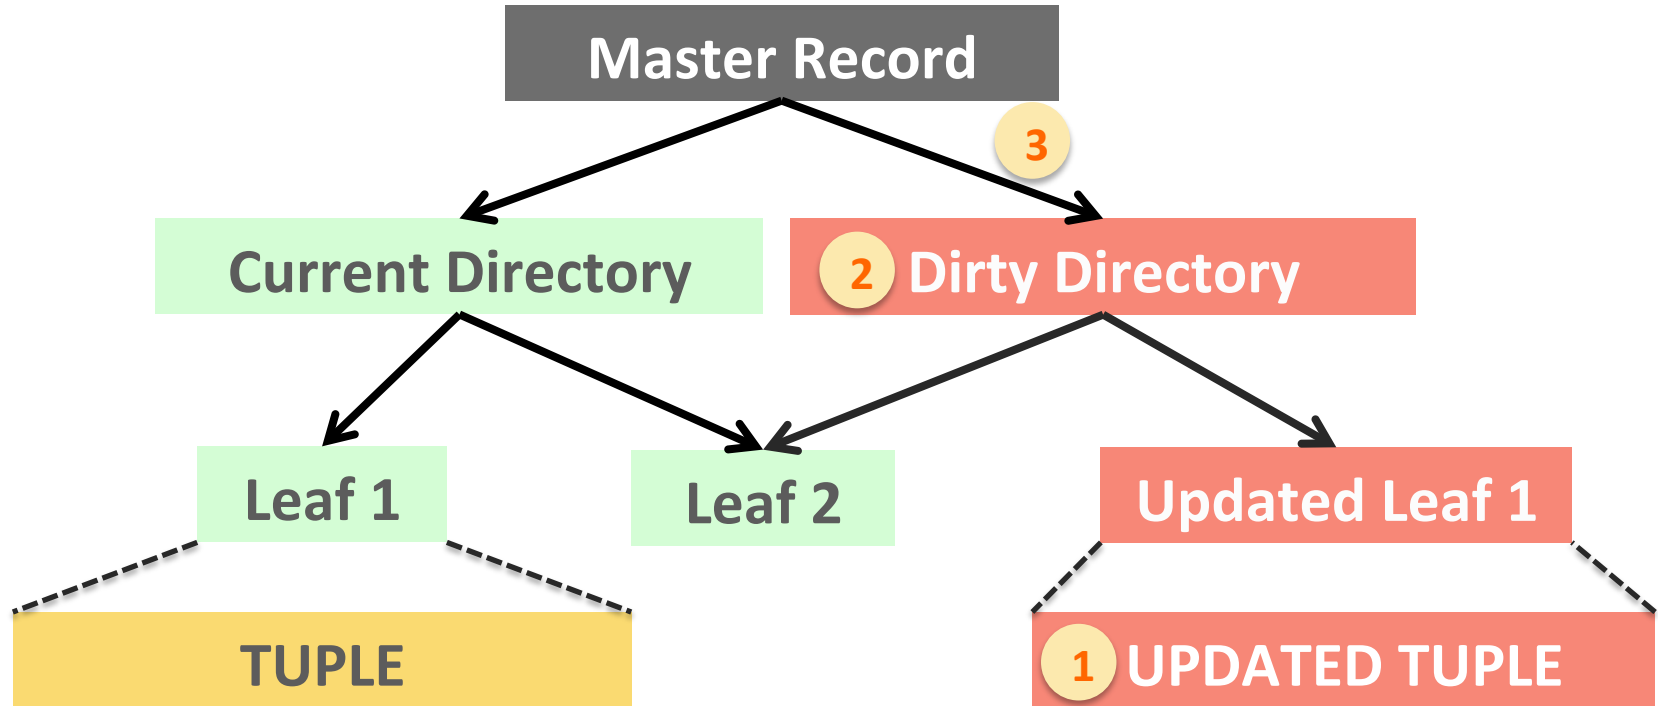 Master Record
3
Current Directory
2 Dirty Directory
Leaf 1
Leaf 2
Updated Leaf 1
TUPLE
1 UPDATED TUPLE